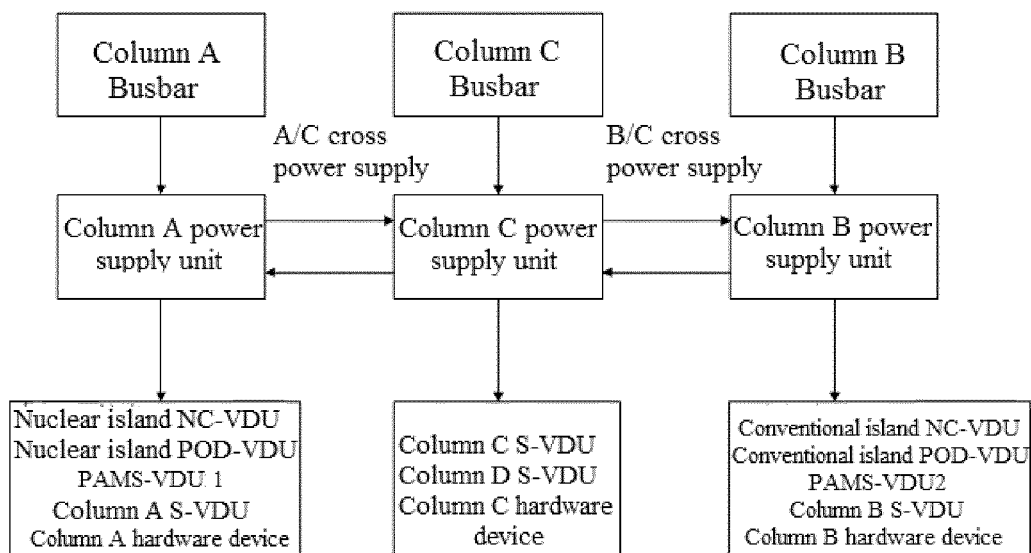 Column A
Busbar
Column C
Busbar
Column B
Busbar
A/C cross
power supply
B/C cross
power supply
Column A power
supply unit
Column C power
supply unit
Column B power
supply unit
Nuclear island NC-VDU
Nuclear island POD-VDU
PAMS-VDU 1
Column A S-VDU
Column A hardware device
Column C S-VDU
Column D S-VDU
Column C hardware
device
Conventional island NC-VDU
Conventional island POD-VDU
PAMS-VDU2
Column B S-VDU
Column B hardware device